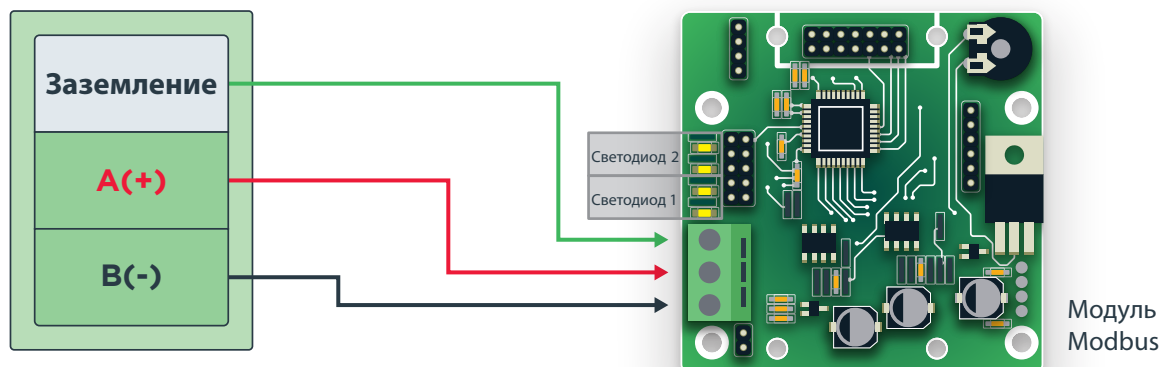 Заземление
A(+)
B(-)
Светодиод 2
Светодиод 1
Модуль
Modbus